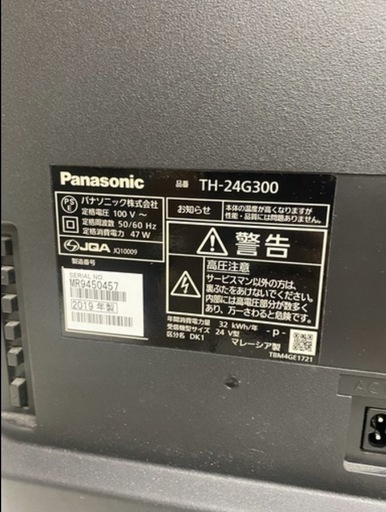 Panasonic
品番 TH-24G300
PS E
パナソニック株式会社
定格電圧 100 V ～
定格周波数 50/60 Hz
定格消費電力 47 W
JQA JQ10009
製造番号
SERIAL NO.
MR9450457
2019 年製
お知らせ
本体の温度が高くなりますが
性能・品質には問題ありません。
警告
高圧注意
サービスマン以外の方は、
裏ぶたをあけないでください。
内部には高電圧部分が数多く
あり、万一さわると危険です。
年間消費電力量 32 kWh/年
受信機型サイズ 24 V型
区分名 DK1
-p-
マレーシア製
TBM4GE1721
AC